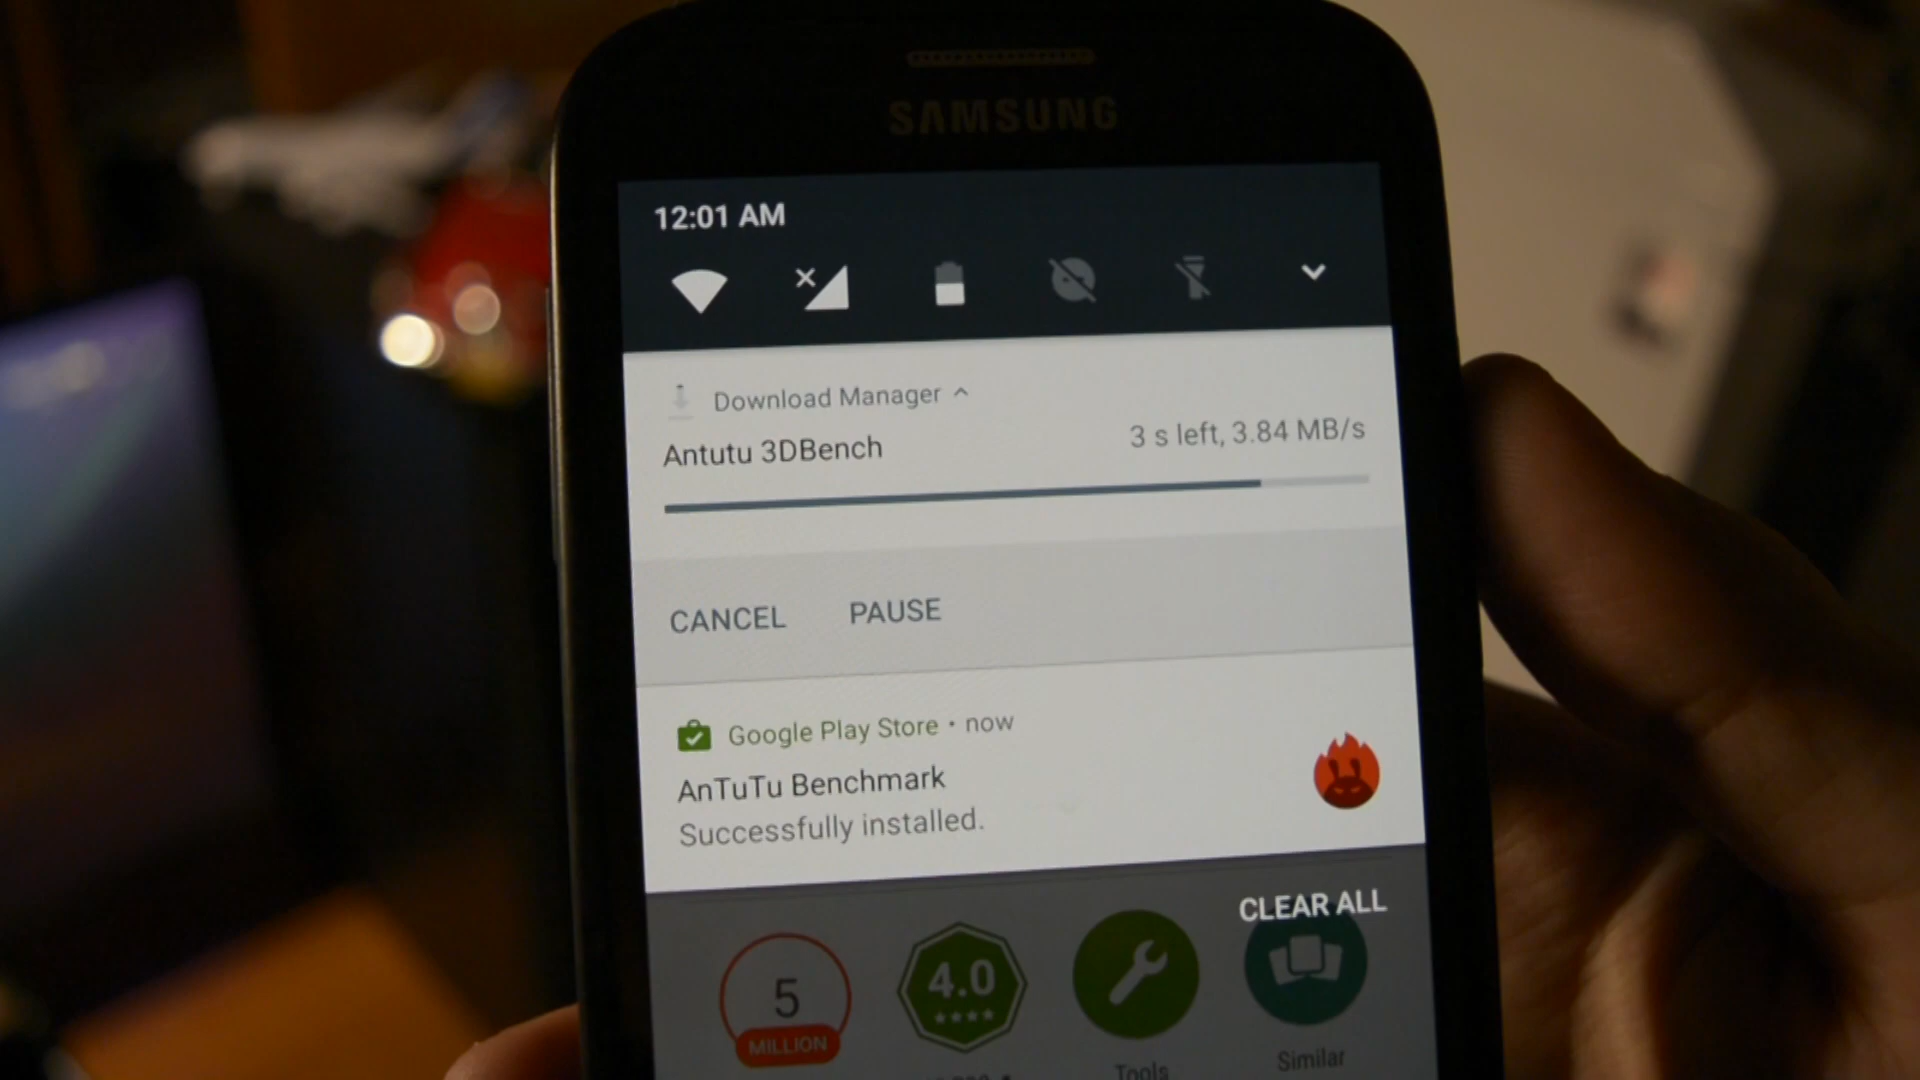 SAMSUNG
12:01 AM
Download Manager
Antutu 3DBench
3 s left, 3.84 MB/s
CANCEL PAUSE
Google Play Store • now
AnTuTu Benchmark
Successfully installed.
CLEAR ALL
5
MILLION
4.0
Tools
Similar